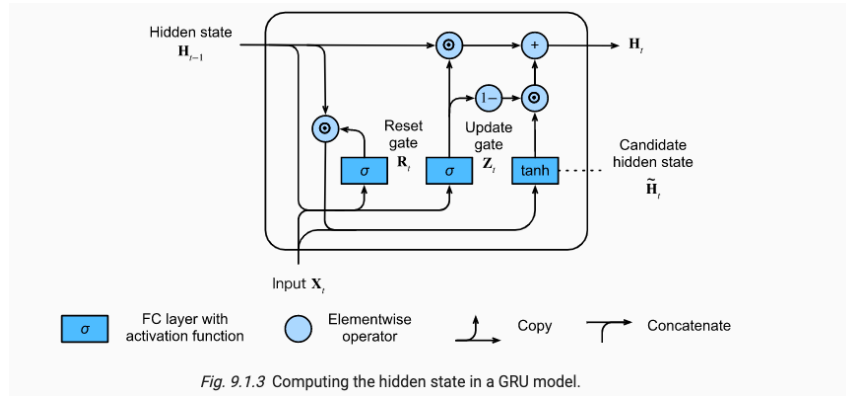 Hidden state
H_{t−1}
H_t
+
1−
Reset
gate
R_t
Update
gate
Z_t
σ
σ
tanh
Candidate
hidden state
H̃_t
Input X_t
σ
FC layer with
activation function
Elementwise
operator
Copy
Concatenate
Fig. 9.1.3 Computing the hidden state in a GRU model.